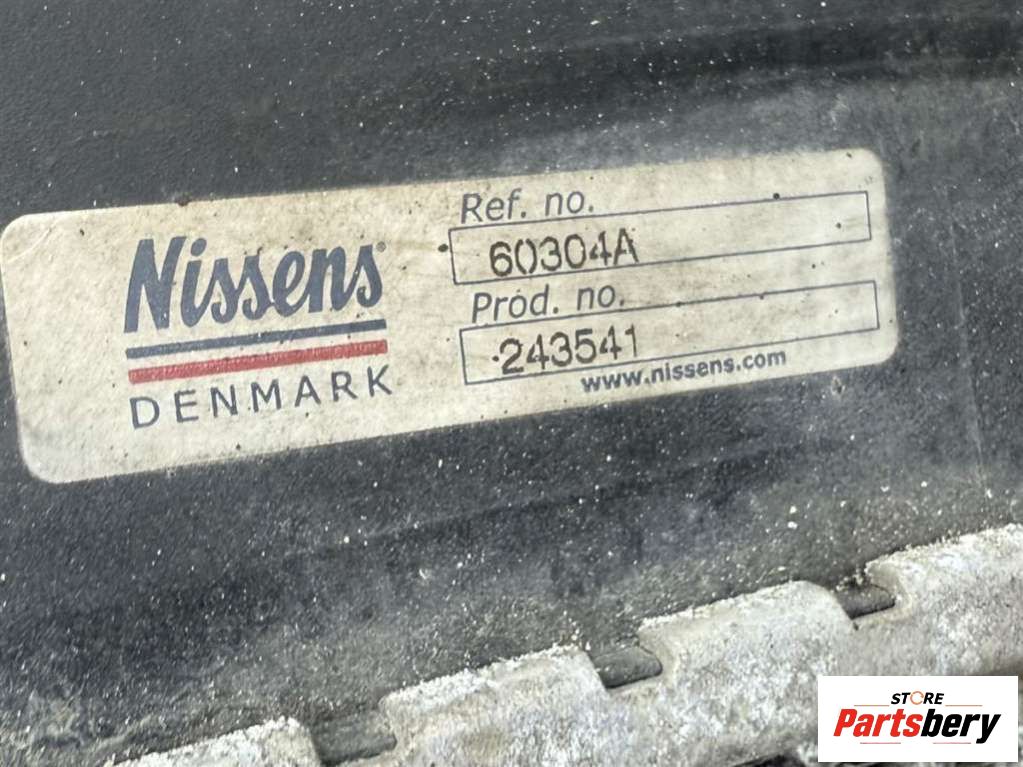 Nissens
DENMARK
Ref. no.
60304A
Prod. no.
243541
www.nissens.com
STORE
Partsbery